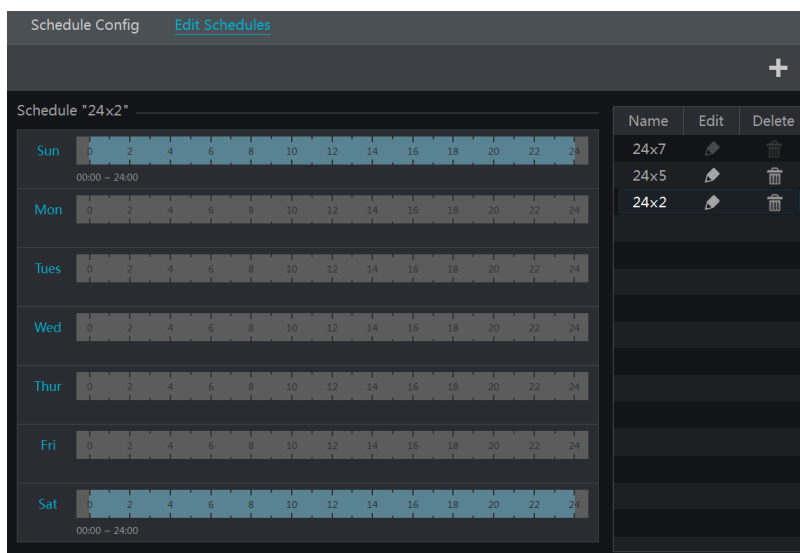 Schedule Config Edit Schedules
Schedule "24x2"
Name Edit Delete
Sun 0 2 4 6 8 10 12 14 16 18 20 22 24
00:00 ~ 24:00
Mon 0 2 4 6 8 10 12 14 16 18 20 22 24
Tues 0 2 4 6 8 10 12 14 16 18 20 22 24
Wed 0 2 4 6 8 10 12 14 16 18 20 22 24
Thur 0 2 4 6 8 10 12 14 16 18 20 22 24
Fri 0 2 4 6 8 10 12 14 16 18 20 22 24
Sat 0 2 4 6 8 10 12 14 16 18 20 22 24
00:00 ~ 24:00
24x7
24x5
24x2